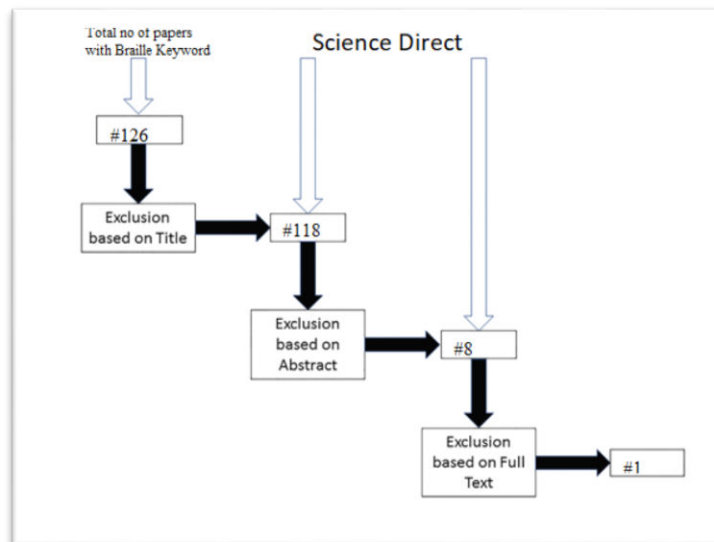 Total no of papers
with Braille Keyword
Science Direct
#126
Exclusion
based on Title
#118
Exclusion
based on
Abstract
#8
Exclusion
based on Full
Text
#1